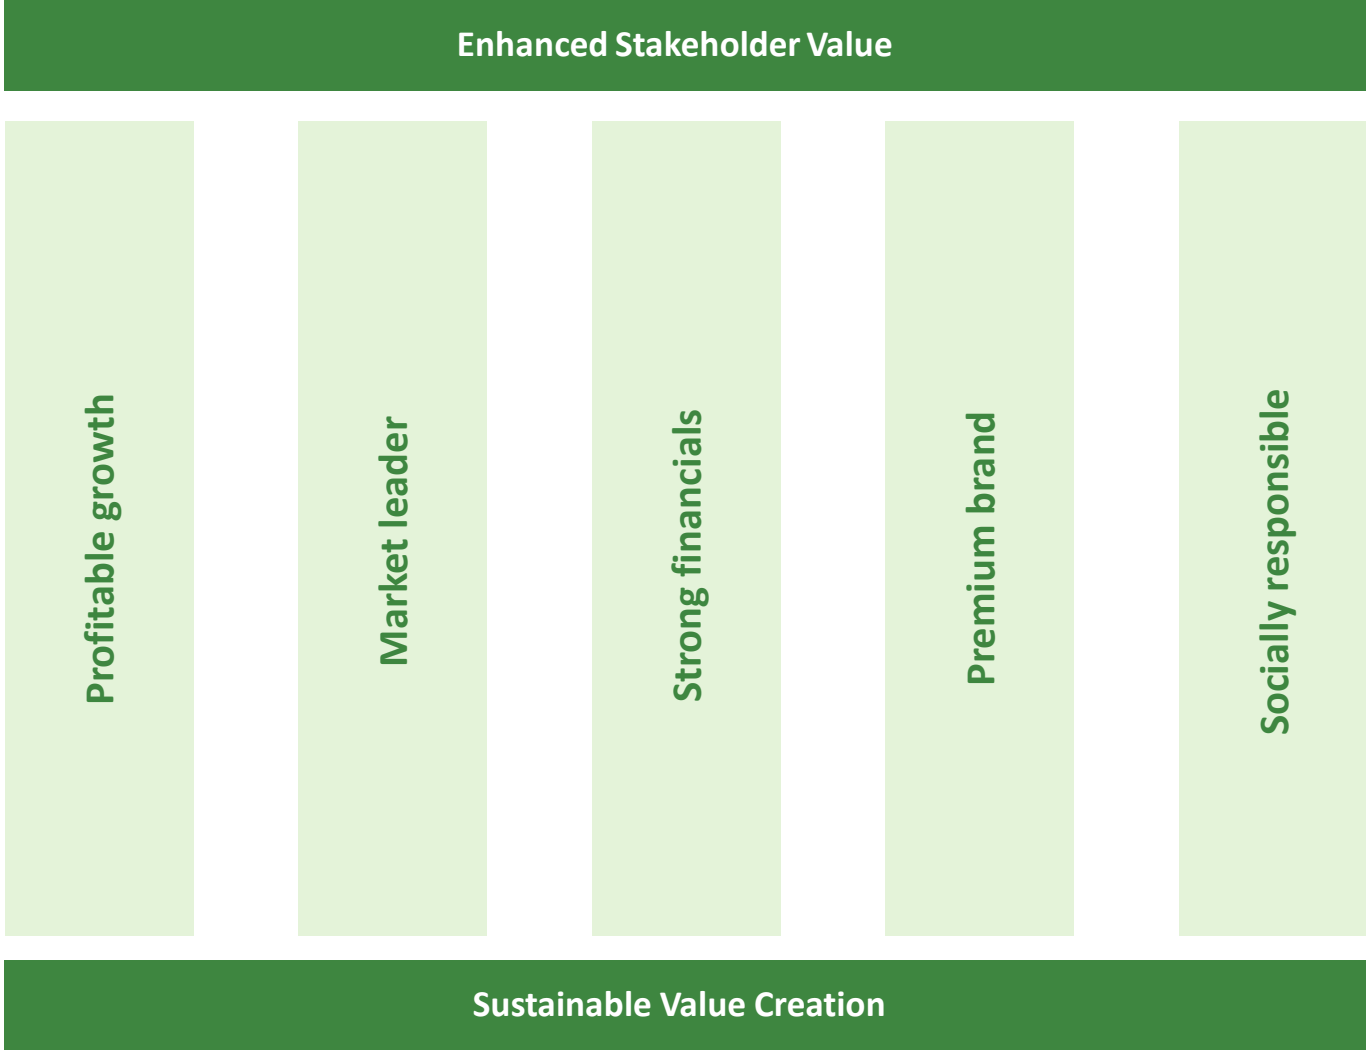 Enhanced Stakeholder Value
Profitable growth
Market leader
Strong financials
Premium brand
Socially responsible
Sustainable Value Creation